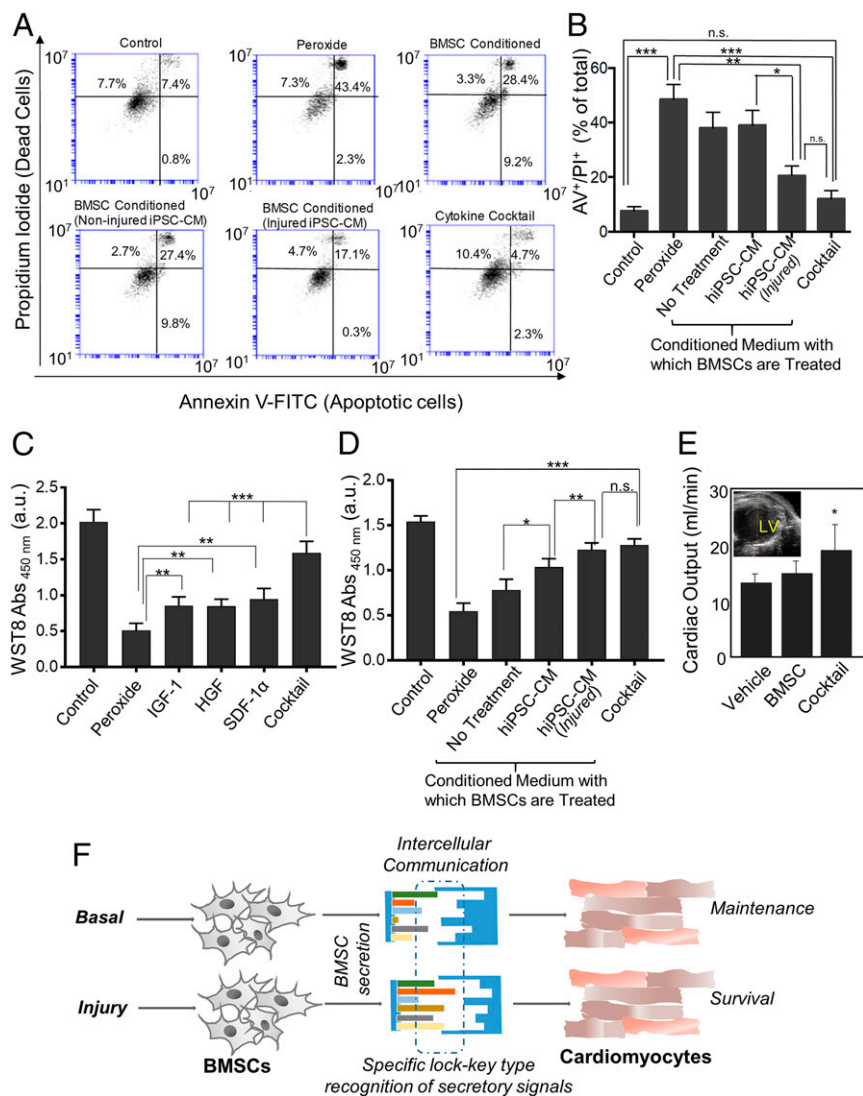 A
Control
Peroxide
BMSC Conditioned
10⁷
7.7%
7.4%
0.8%
10¹
10⁷
10⁷
7.3%
43.4%
2.3%
10¹
10⁷
10⁷
3.3%
28.4%
9.2%
10¹
10⁷
BMSC Conditioned
(Non-injured iPSC-CM)
BMSC Conditioned
(Injured iPSC-CM)
Cytokine Cocktail
10⁷
2.7%
27.4%
9.8%
10¹
10⁷
10⁷
4.7%
17.1%
0.3%
10¹
10⁷
10⁷
10.4%
4.7%
2.3%
10¹
10⁷
Propidium Iodide (Dead Cells)
Annexin V-FITC (Apoptotic cells)
B
n.s.
***
***
**
*
n.s.
AV⁺/PI⁺ (% of total)
60
40
20
0
Control
Peroxide
No Treatment
hiPSC-CM
hiPSC-CM
(Injured)
Cocktail
Conditioned Medium with
which BMSCs are Treated
C
WST8 Abs 450 nm (a.u.)
2.5
2.0
1.5
1.0
0.5
0.0
***
**
**
**
Control
Peroxide
IGF-1
HGF
SDF-1α
Cocktail
D
WST8 Abs 450 nm (a.u.)
2.0
1.5
1.0
0.5
0.0
***
n.s.
**
*
Control
Peroxide
No Treatment
hiPSC-CM
hiPSC-CM
(Injured)
Cocktail
Conditioned Medium with
which BMSCs are Treated
E
Cardiac Output (ml/min)
30
20
10
0
LV
*
Vehicle
BMSC
Cocktail
F
Intercellular
Communication
Basal
Maintenance
BMSC
secretion
Injury
Survival
BMSCs
Cardiomyocytes
Specific lock-key type
recognition of secretory signals